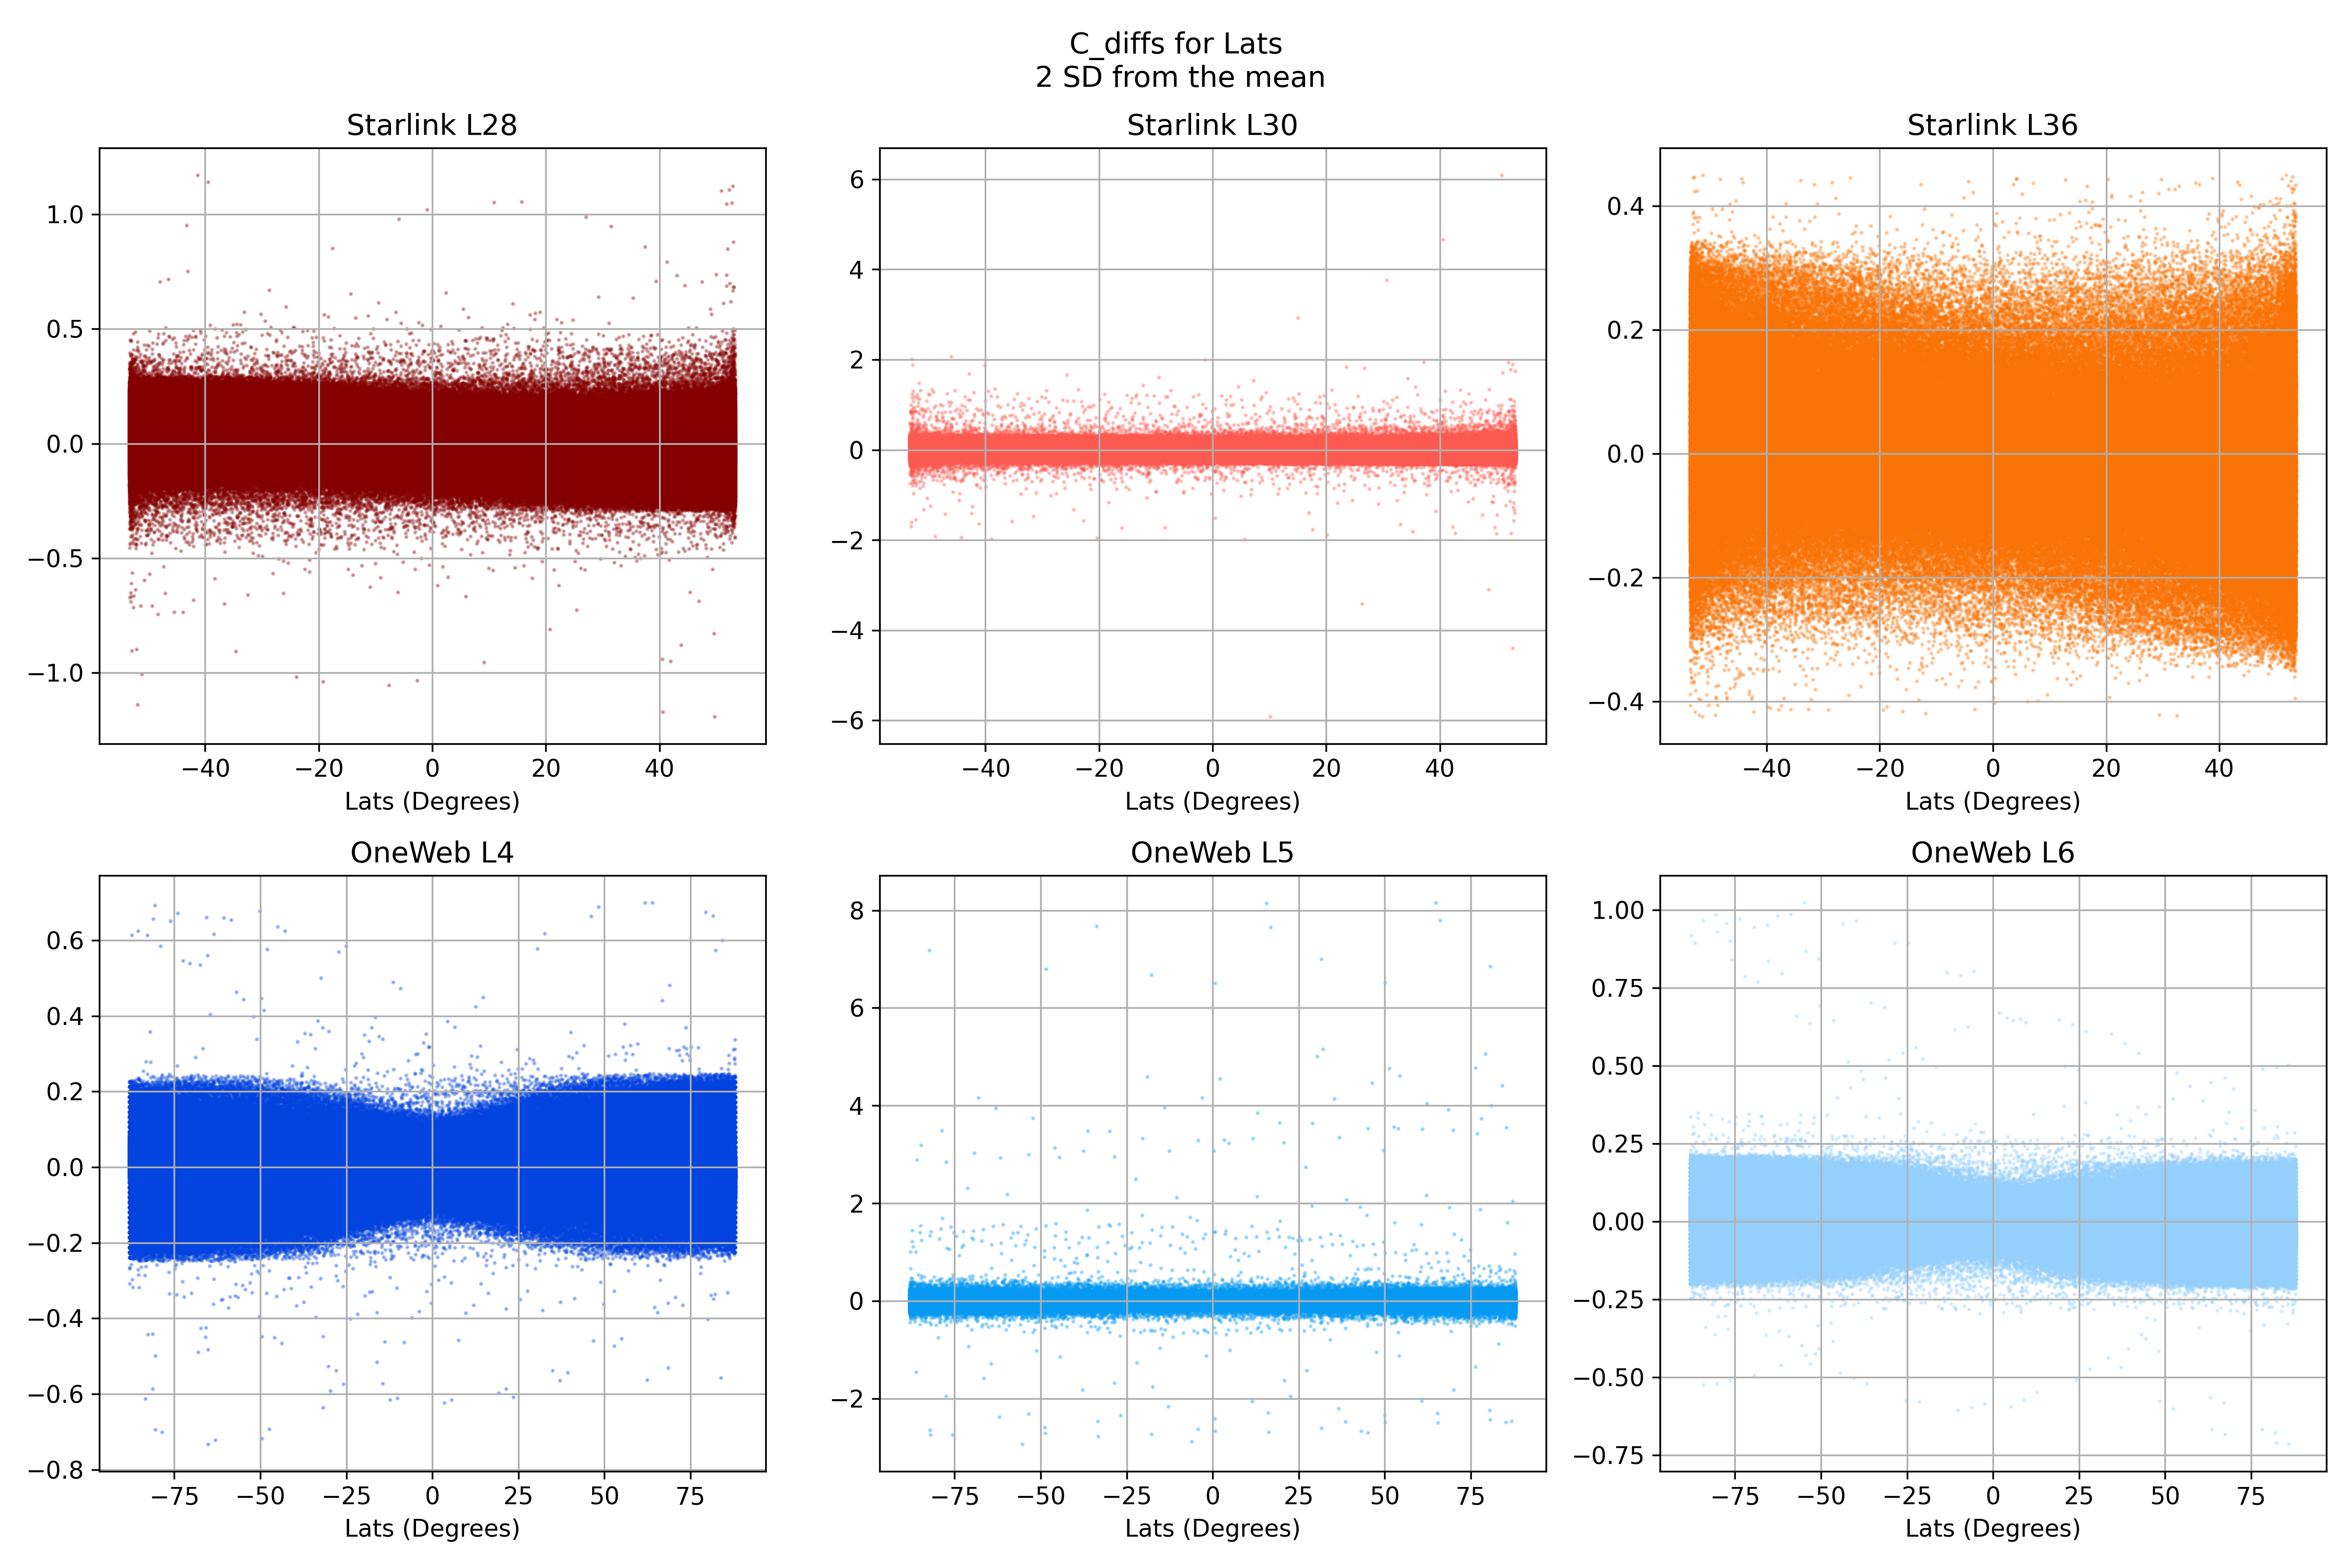 C_diffs for Lats
2 SD from the mean
Starlink L28
1.0
0.5
0.0
−0.5
−1.0
−40 −20 0 20 40
Lats (Degrees)
Starlink L30
6
4
2
0
−2
−4
−6
−40 −20 0 20 40
Lats (Degrees)
Starlink L36
0.4
0.2
0.0
−0.2
−0.4
−40 −20 0 20 40
Lats (Degrees)
OneWeb L4
0.6
0.4
0.2
0.0
−0.2
−0.4
−0.6
−0.8
−75 −50 −25 0 25 50 75
Lats (Degrees)
OneWeb L5
8
6
4
2
0
−2
−75 −50 −25 0 25 50 75
Lats (Degrees)
OneWeb L6
1.00
0.75
0.50
0.25
0.00
−0.25
−0.50
−0.75
−75 −50 −25 0 25 50 75
Lats (Degrees)